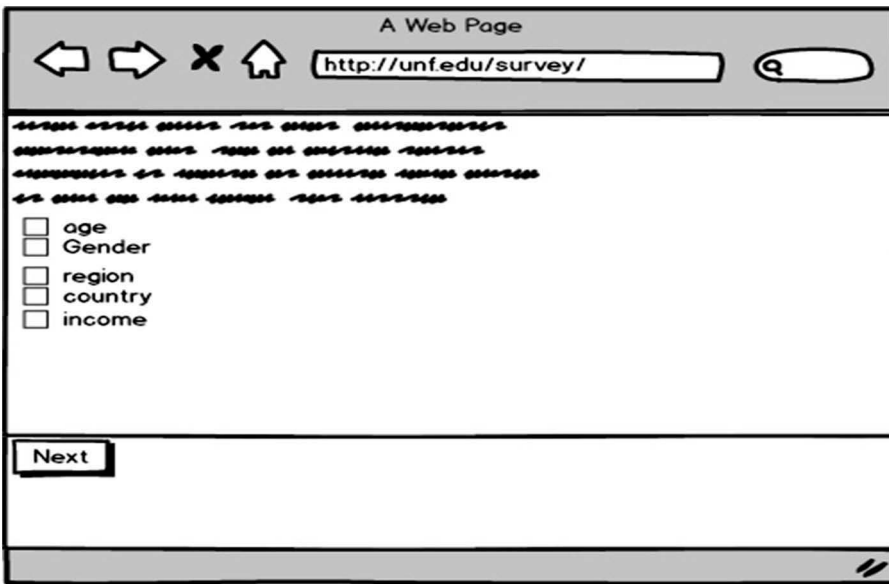 A Web Page
http://unf.edu/survey/
age
Gender
region
country
income
Next